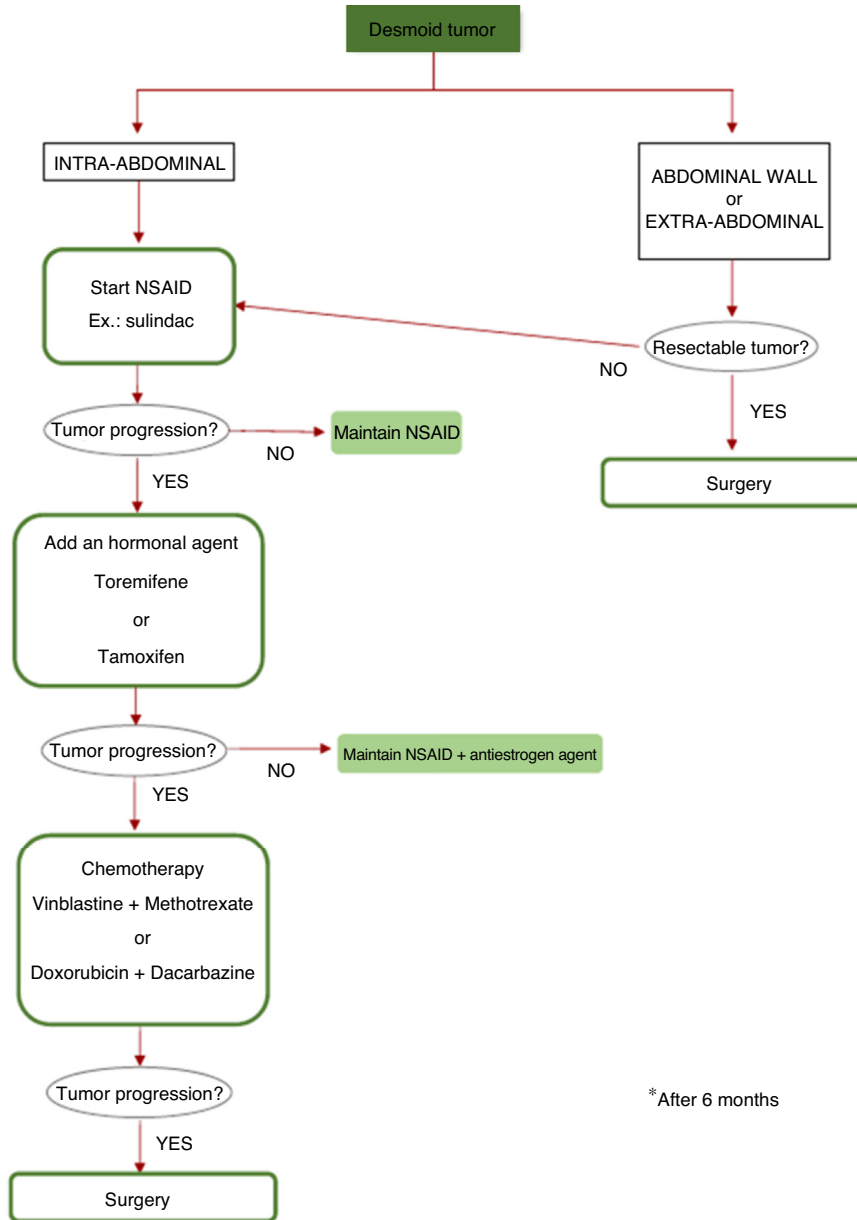 Desmoid tumor
INTRA-ABDOMINAL
ABDOMINAL WALL
or
EXTRA-ABDOMINAL
Start NSAID
Ex.: sulindac
Resectable tumor?
NO
YES
Tumor progression?
Maintain NSAID
NO
YES
Surgery
Add an hormonal agent
Toremifene
or
Tamoxifen
Tumor progression?
Maintain NSAID + antiestrogen agent
NO
YES
Chemotherapy
Vinblastine + Methotrexate
or
Doxorubicin + Dacarbazine
Tumor progression?
*After 6 months
YES
Surgery